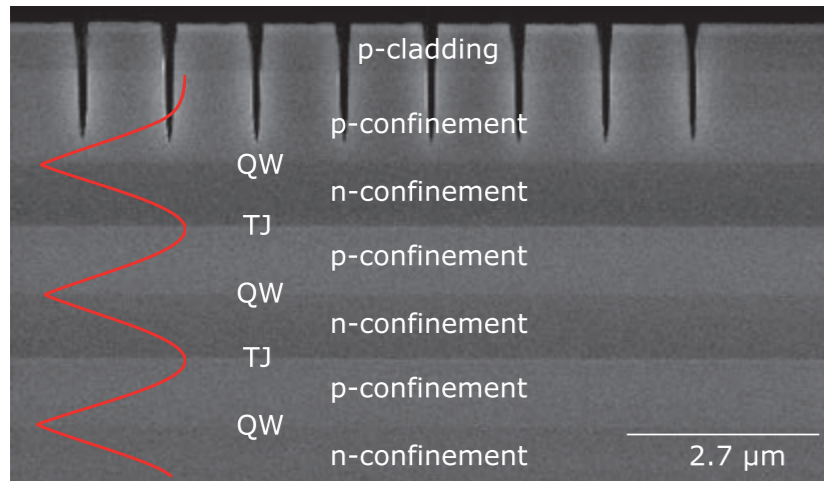 p-cladding
p-confinement
QW
n-confinement
TJ
p-confinement
QW
n-confinement
TJ
p-confinement
QW
n-confinement
2.7 µm